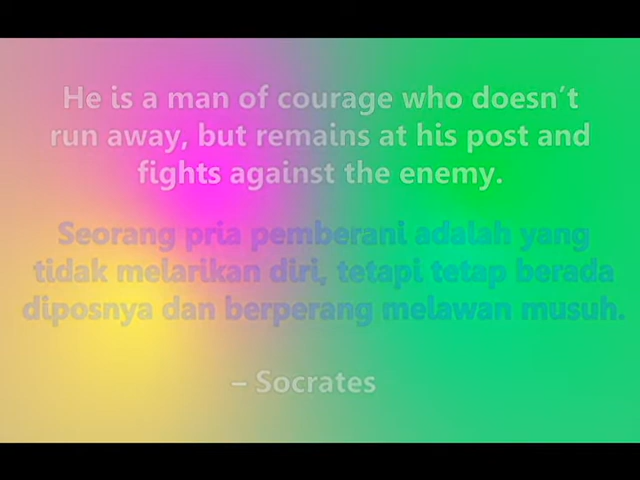 He is a man of courage who doesn’t
run away, but remains at his post and
fights against the enemy.
Seorang pria pemberani adalah yang
tidak melarikan diri, tetapi tetap berada
diposnya dan berperang melawan musuh.
– Socrates